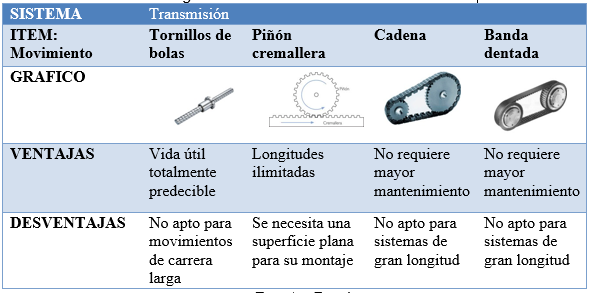 SISTEMA Transmisión
ITEM: Movimiento Tornillos de bolas Piñón cremallera Cadena Banda dentada
GRAFICO
Piñón
Cremallera
VENTAJAS Vida útil totalmente predecible Longitudes ilimitadas No requiere mayor mantenimiento No requiere mayor mantenimiento
DESVENTAJAS No apto para movimientos de carrera larga Se necesita una superficie plana para su montaje No apto para sistemas de gran longitud No apto para sistemas de gran longitud